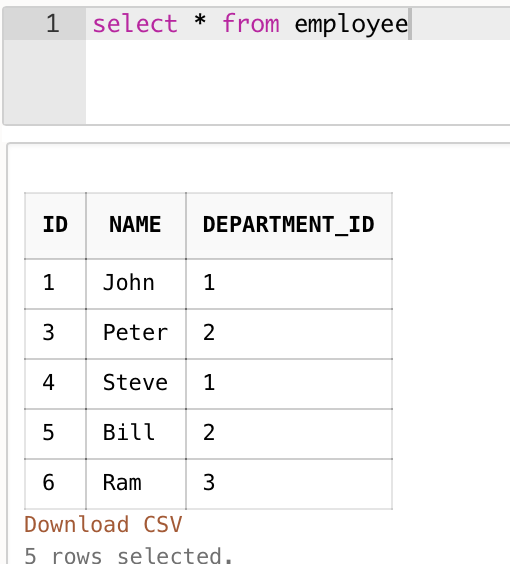 1 select * from employee
ID NAME DEPARTMENT_ID
1 John 1
3 Peter 2
4 Steve 1
5 Bill 2
6 Ram 3
Download CSV
5 rows selected.